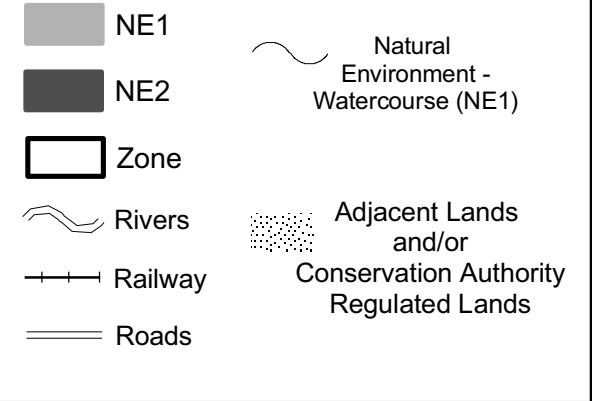 NE1
NE2
Zone
Rivers
Railway
Roads
Natural
Environment -
Watercourse (NE1)
Adjacent Lands
and/or
Conservation Authority
Regulated Lands